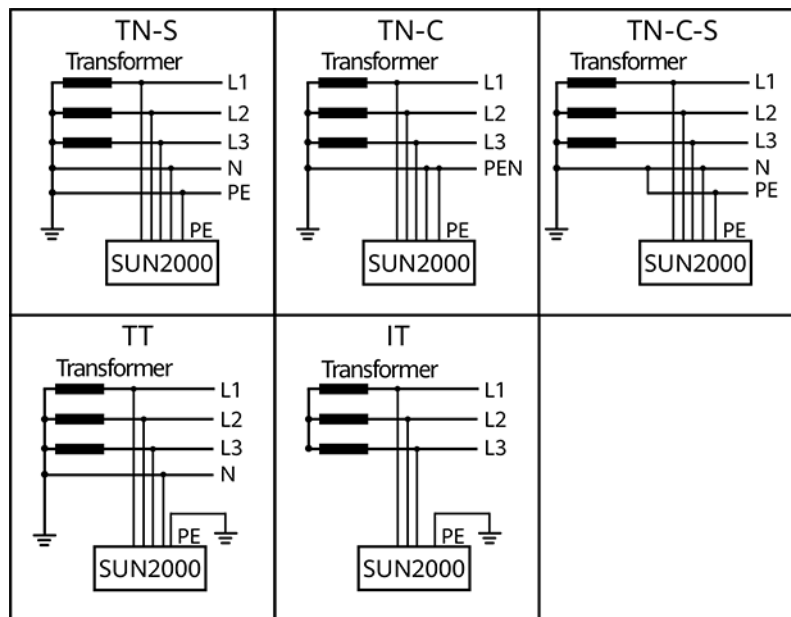 TN-S
Transformer
L1
L2
L3
N
PE
PE
SUN2000
TN-C
Transformer
L1
L2
L3
PEN
PE
SUN2000
TN-C-S
Transformer
L1
L2
L3
N
PE
PE
SUN2000
TT
Transformer
L1
L2
L3
N
PE
SUN2000
IT
Transformer
L1
L2
L3
PE
SUN2000